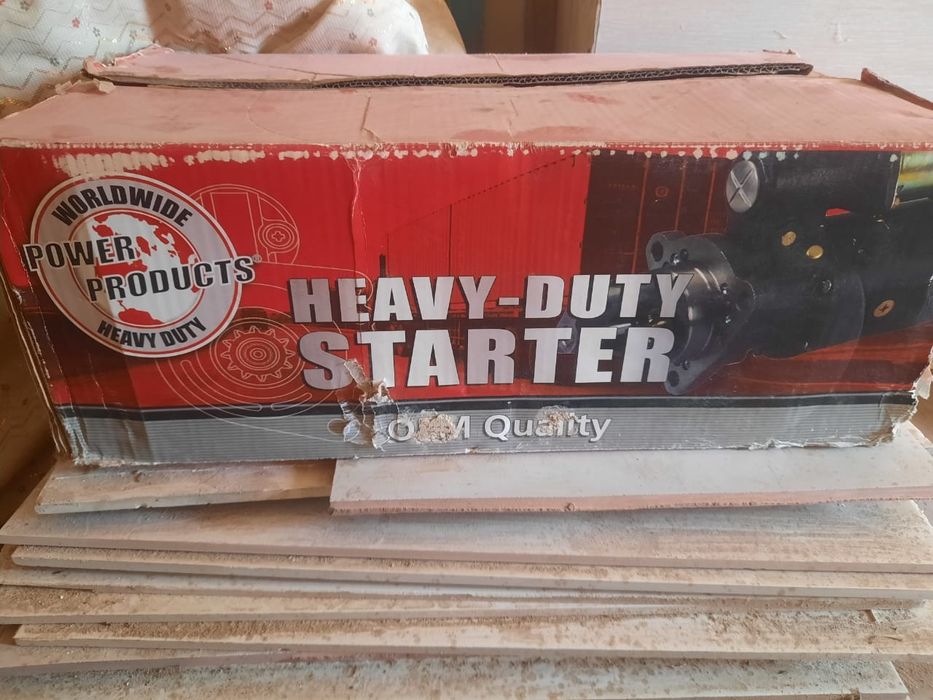 WORLDWIDE
POWER
PRODUCTS®
HEAVY DUTY
HEAVY-DUTY
STARTER
Quality